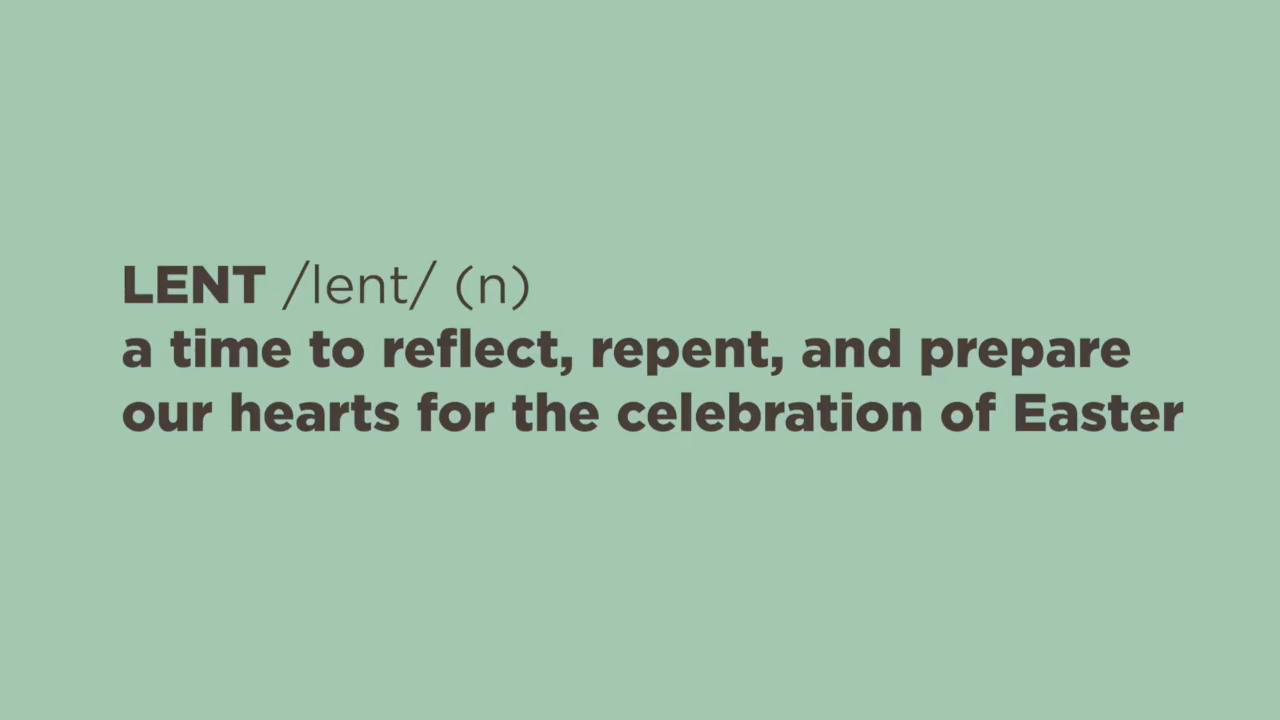 LENT /lent/ (n)
a time to reflect, repent, and prepare
our hearts for the celebration of Easter